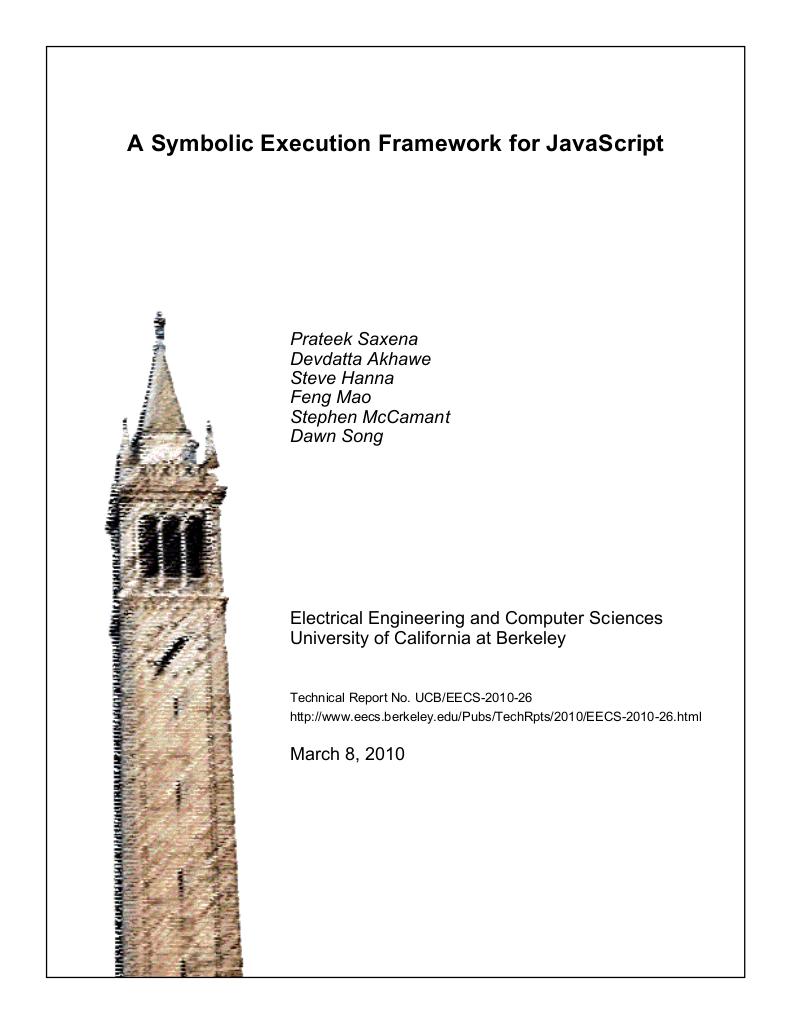 A Symbolic Execution Framework for JavaScript
Prateek Saxena
Devdatta Akhawe
Steve Hanna
Feng Mao
Stephen McCamant
Dawn Song
Electrical Engineering and Computer Sciences
University of California at Berkeley
Technical Report No. UCB/EECS-2010-26
http://www.eecs.berkeley.edu/Pubs/TechRpts/2010/EECS-2010-26.html
March 8, 2010